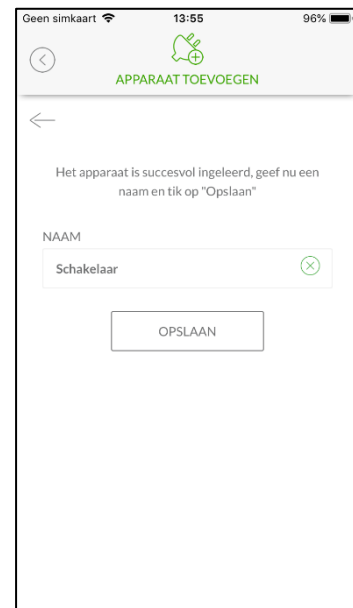 Geen simkaart 13:55 96%
APPARAAT TOEVOEGEN
Het apparaat is succesvol ingeleerd, geef nu een
naam en tik op "Opslaan"
NAAM
Schakelaar
OPSLAAN